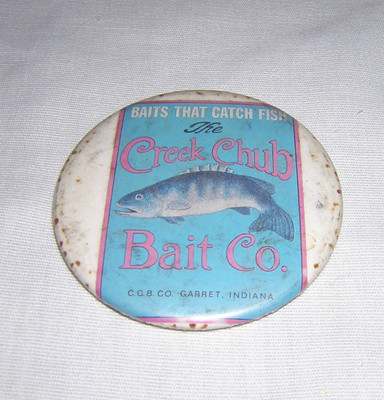 BAITS THAT CATCH FISH
The
Creek Chub
Bait Co.
C.C.B. CO. GARRET, INDIANA